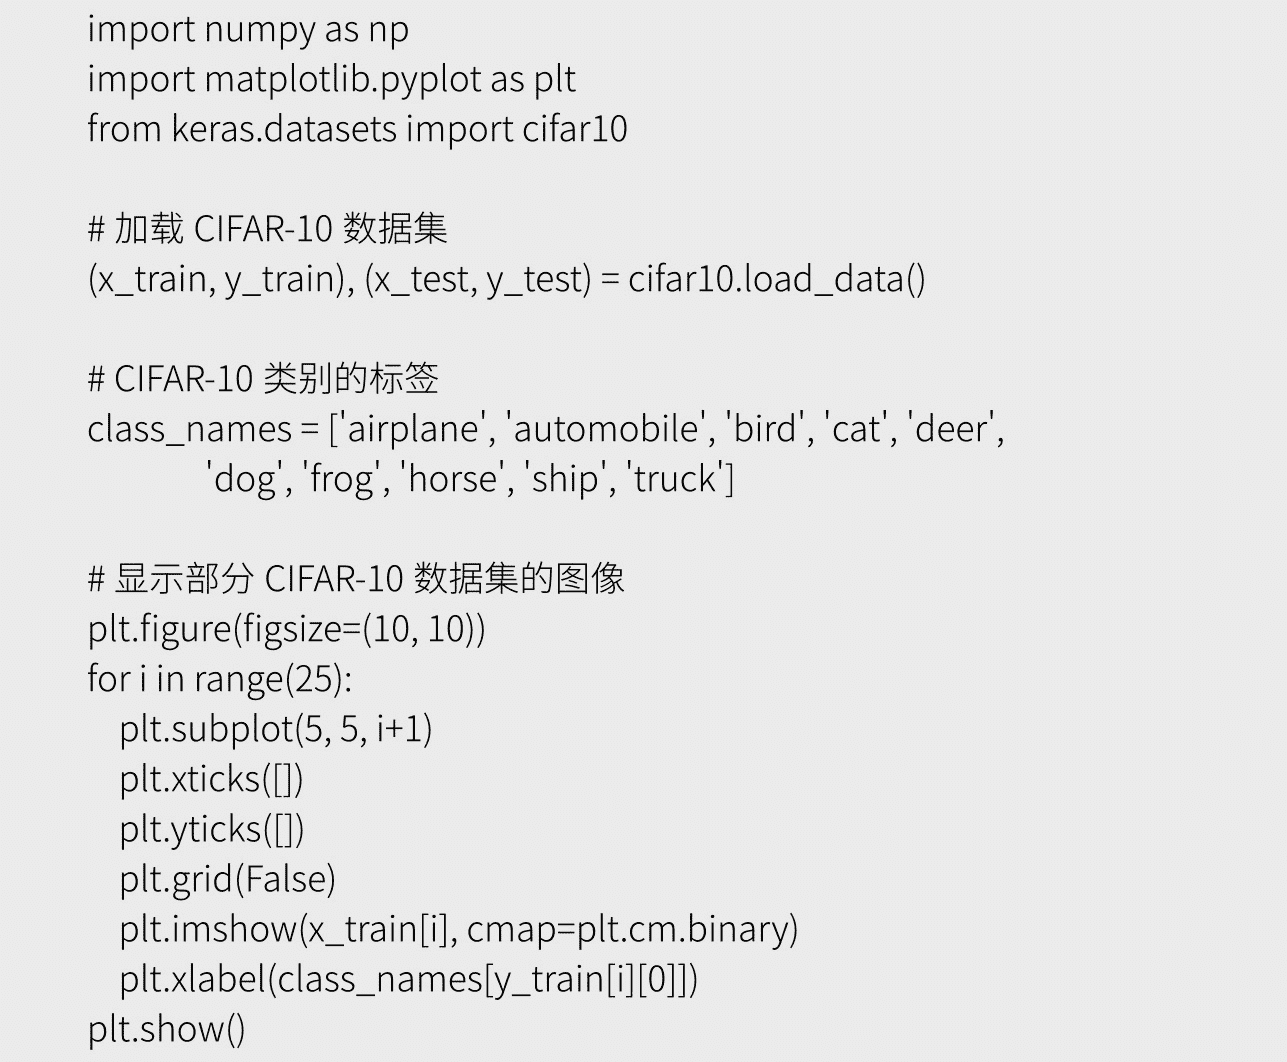 import numpy as np
import matplotlib.pyplot as plt
from keras.datasets import cifar10

# 加载 CIFAR-10 数据集
(x_train, y_train), (x_test, y_test) = cifar10.load_data()

# CIFAR-10 类别的标签
class_names = ['airplane', 'automobile', 'bird', 'cat', 'deer',
               'dog', 'frog', 'horse', 'ship', 'truck']

# 显示部分 CIFAR-10 数据集的图像
plt.figure(figsize=(10, 10))
for i in range(25):
    plt.subplot(5, 5, i+1)
    plt.xticks([])
    plt.yticks([])
    plt.grid(False)
    plt.imshow(x_train[i], cmap=plt.cm.binary)
    plt.xlabel(class_names[y_train[i][0]])
plt.show()